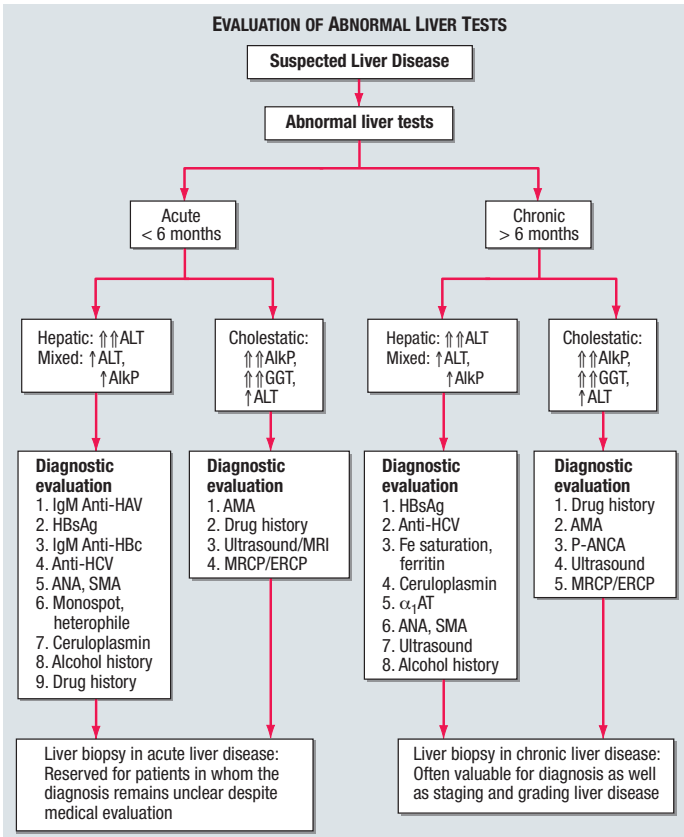 EVALUATION OF ABNORMAL LIVER TESTS
Suspected Liver Disease
Abnormal liver tests
Acute
< 6 months
Chronic
> 6 months
Hepatic: ⇑⇑ALT
Mixed: ↑ALT,
↑AlkP
Cholestatic:
⇑⇑AlkP,
⇑⇑GGT,
↑ALT
Hepatic: ⇑⇑ALT
Mixed: ↑ALT,
↑AlkP
Cholestatic:
⇑⇑AlkP,
⇑⇑GGT,
↑ALT
Diagnostic
evaluation
1. IgM Anti-HAV
2. HBsAg
3. IgM Anti-HBc
4. Anti-HCV
5. ANA, SMA
6. Monospot,
heterophile
7. Ceruloplasmin
8. Alcohol history
9. Drug history
Diagnostic
evaluation
1. AMA
2. Drug history
3. Ultrasound/MRI
4. MRCP/ERCP
Diagnostic
evaluation
1. HBsAg
2. Anti-HCV
3. Fe saturation,
ferritin
4. Ceruloplasmin
5. α₁AT
6. ANA, SMA
7. Ultrasound
8. Alcohol history
Diagnostic
evaluation
1. Drug history
2. AMA
3. P-ANCA
4. Ultrasound
5. MRCP/ERCP
Liver biopsy in acute liver disease:
Reserved for patients in whom the
diagnosis remains unclear despite
medical evaluation
Liver biopsy in chronic liver disease:
Often valuable for diagnosis as well
as staging and grading liver disease